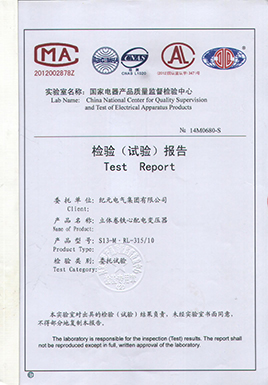 MA
CNAS
CAL
2012002878Z
CNAS L1020
实验室名称：国家电器产品质量监督检验中心
Lab Name: China National Center for Quality Supervision
and Test of Electrical Apparatus Products
№ 14M0680-S
检验（试验）报告
Test Report
委托单位：纪元电气集团有限公司
Client:
产品名称：立体卷铁心配电变压器
Name of Product:
产品型号：S13-M·RL-315/10
Product Type:
检验类别：委托试验
Test Category:
本实验室对出具的检验（试验）结果负责，未经实验室书面同意，
不得部分地复制本报告。
The laboratory is responsible for the inspection (Test) results. The report shall
not be reproduced except in full, written approval of the laboratory.